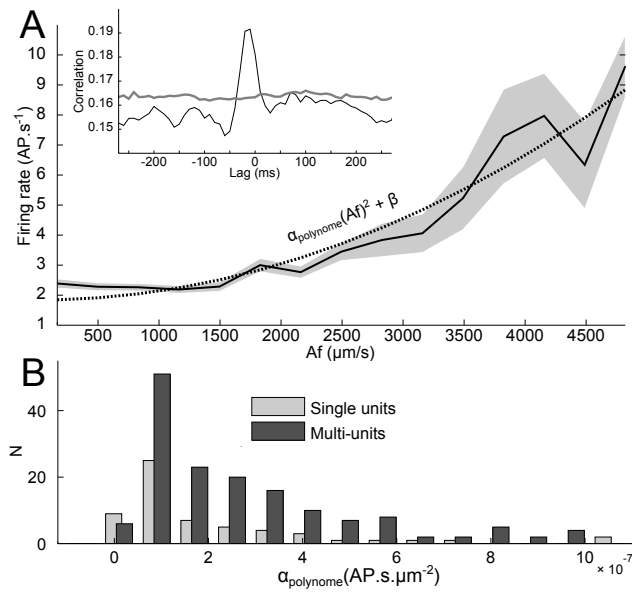 A
0.19
0.18
0.17
0.16
0.15
Correlation
-200 -100 0 100 200
Lag (ms)
10
9
8
7
6
5
4
3
2
1
Firing rate (AP.s⁻¹)
α polynome (Af)² + β
500 1000 1500 2000 2500 3000 3500 4000 4500
Af (μm/s)
B
40
20
0
N
Single units
Multi-units
0 2 4 6 8 10
× 10⁻⁷
α polynome (AP.s.μm⁻²)